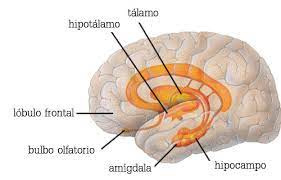 tálamo
hipotálamo
lóbulo frontal
bulbo olfatorio
amígdala
hipocampo